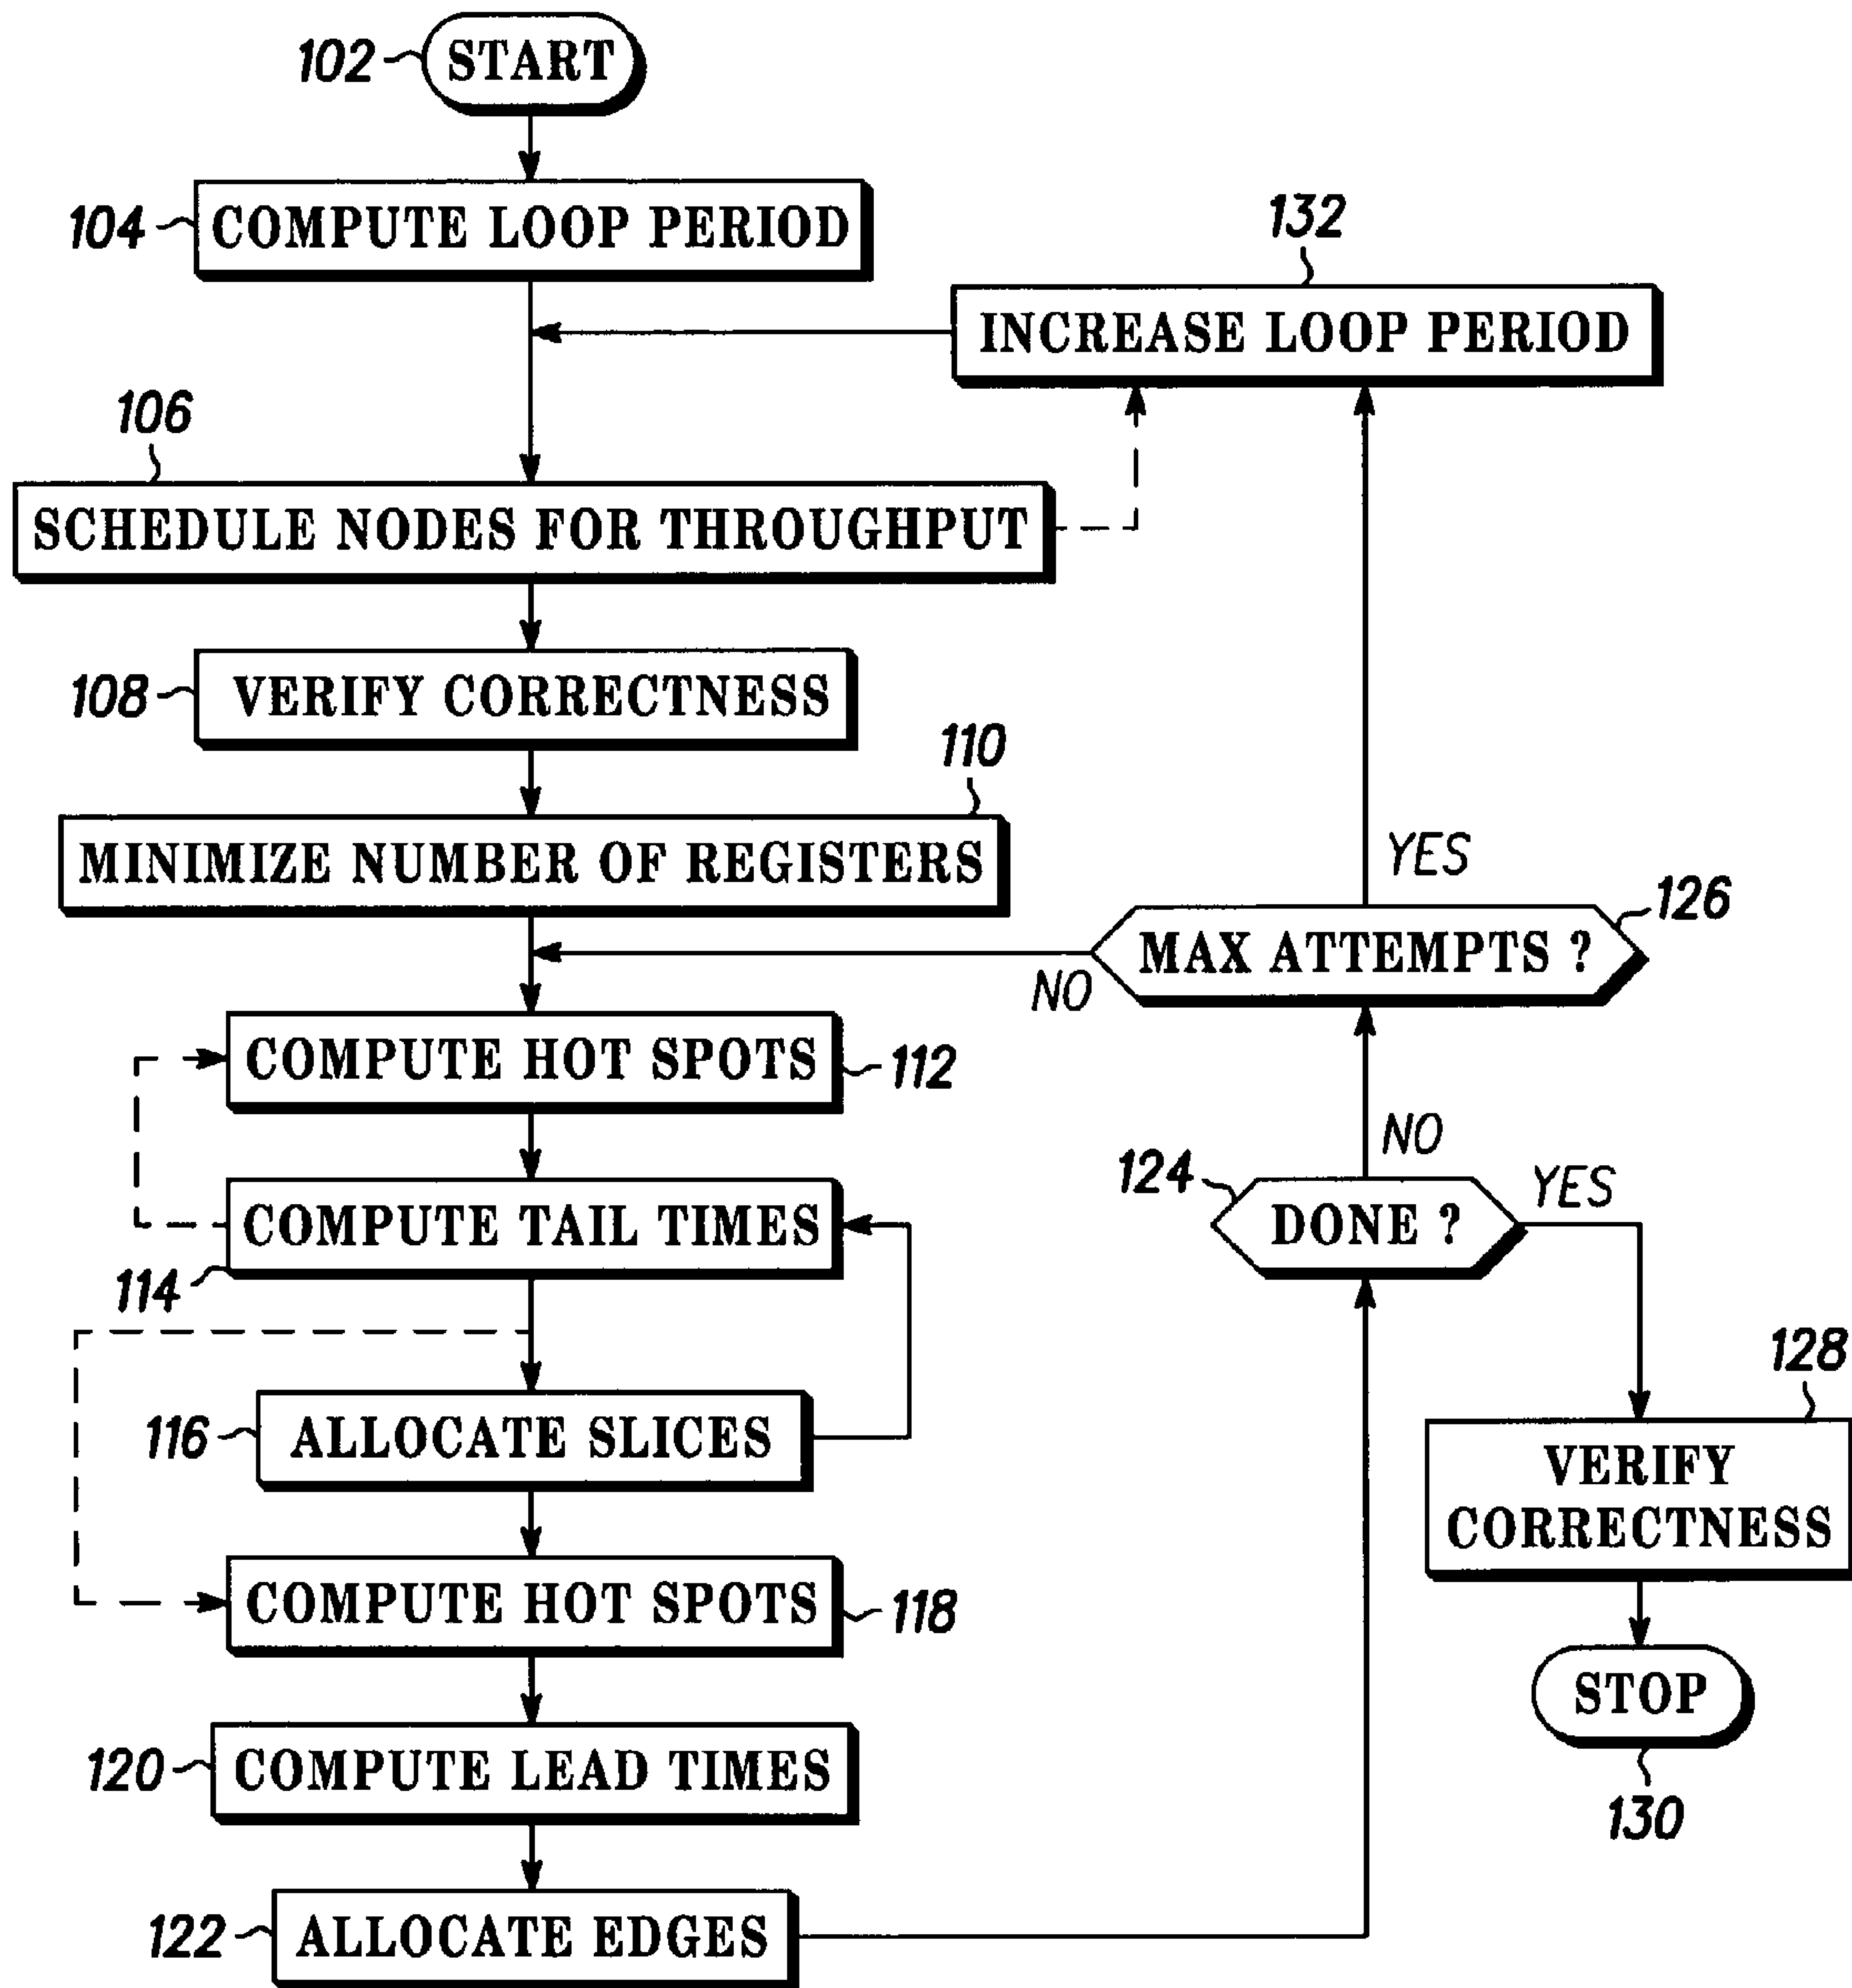 102
START
104
COMPUTE LOOP PERIOD
132
INCREASE LOOP PERIOD
106
SCHEDULE NODES FOR THROUGHPUT
108
VERIFY CORRECTNESS
110
MINIMIZE NUMBER OF REGISTERS
YES
126
MAX ATTEMPTS ?
NO
COMPUTE HOT SPOTS
112
NO
124
DONE ?
YES
COMPUTE TAIL TIMES
114
128
VERIFY
CORRECTNESS
116
ALLOCATE SLICES
COMPUTE HOT SPOTS
118
STOP
130
120
COMPUTE LEAD TIMES
122
ALLOCATE EDGES